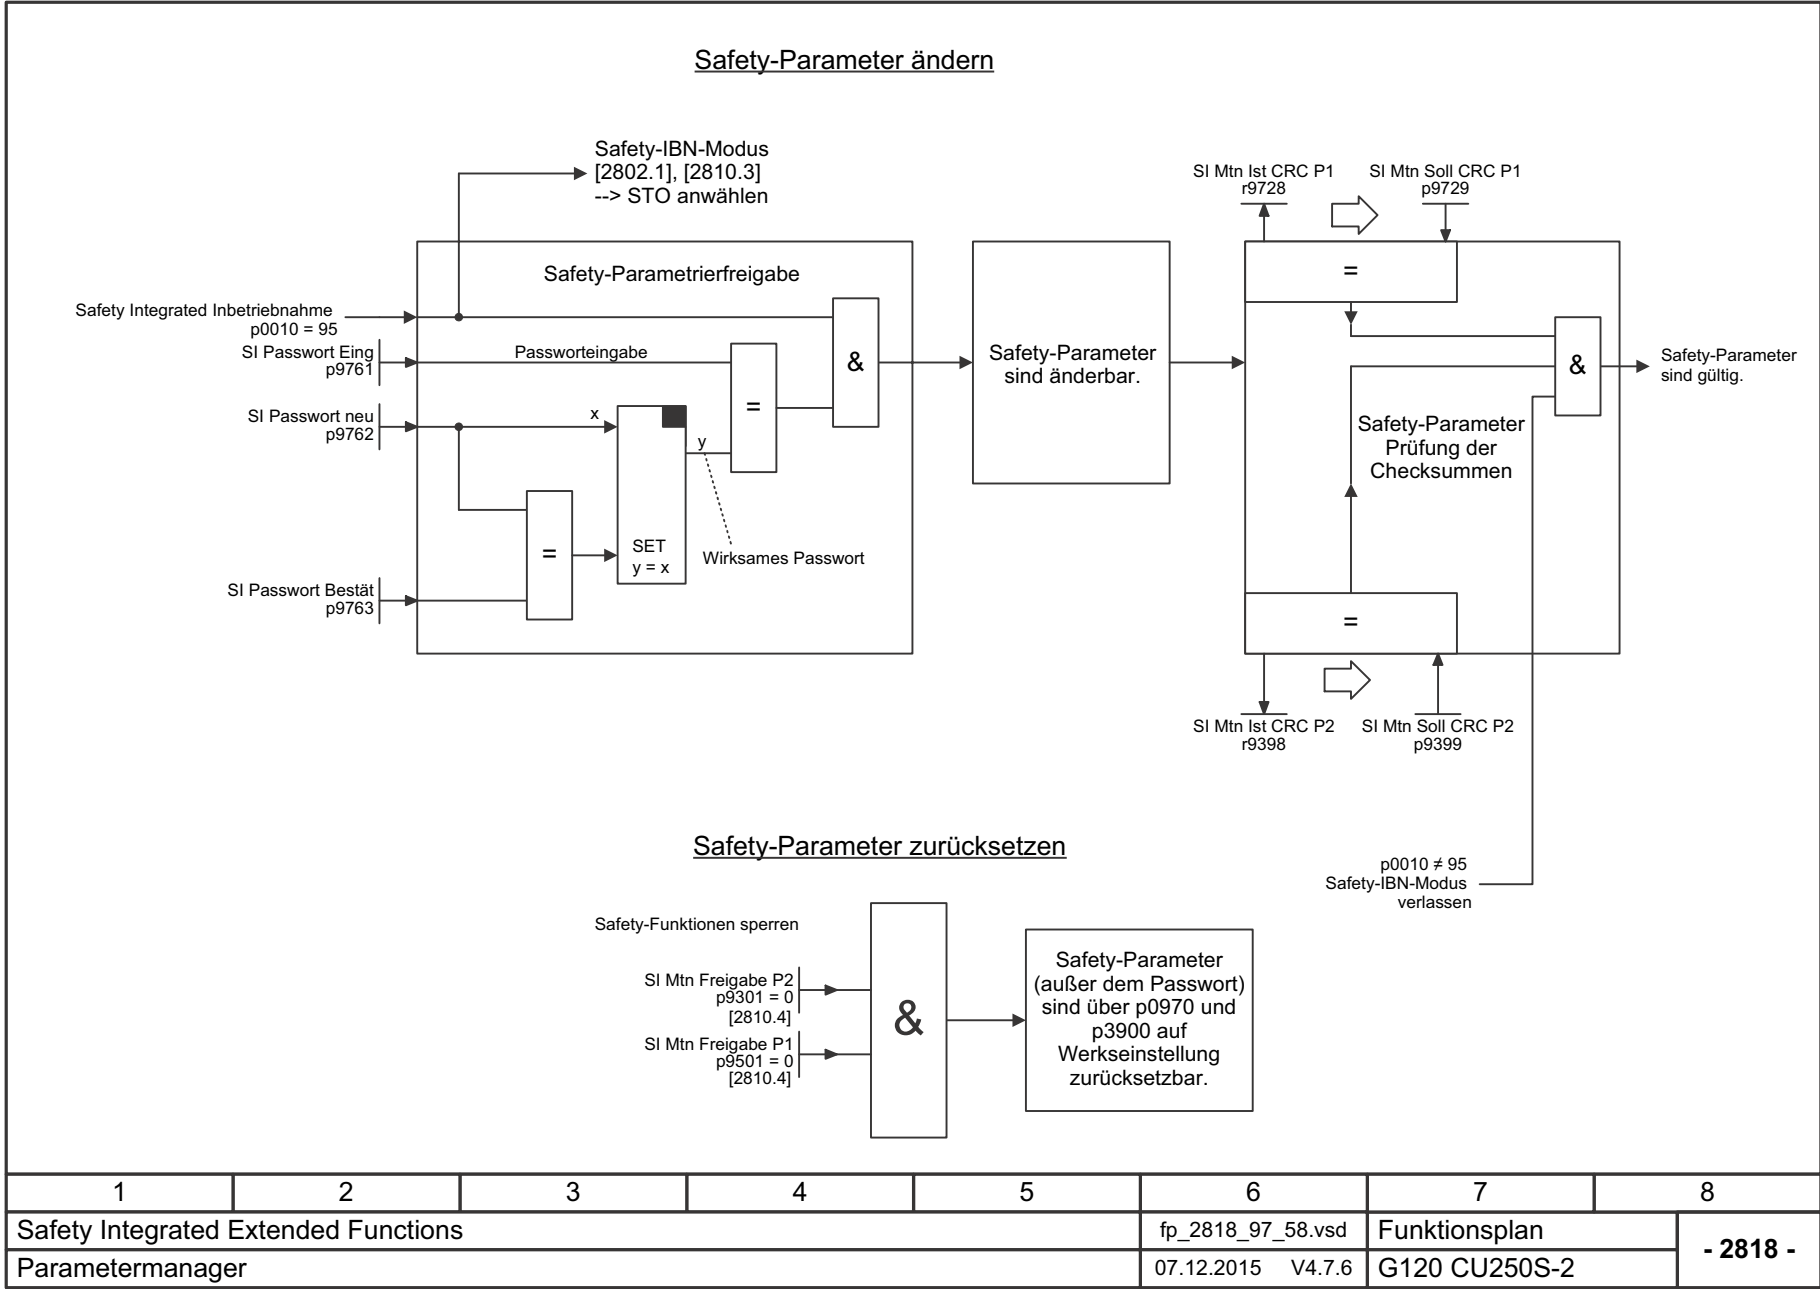 Safety-Parameter ändern
Safety-IBN-Modus
[2802.1], [2810.3]
--> STO anwählen
Safety-Parametrierfreigabe
Safety Integrated Inbetriebnahme
p0010 = 95
SI Passwort Eing
p9761
Passworteingabe
SI Passwort neu
p9762
x
y
=
&
=
SET
y = x
Wirksames Passwort
SI Passwort Bestät
p9763
Safety-Parameter
sind änderbar.
SI Mtn Ist CRC P1
r9728
SI Mtn Soll CRC P1
p9729
=
&
Safety-Parameter
sind gültig.
Safety-Parameter
Prüfung der
Checksummen
=
SI Mtn Ist CRC P2
r9398
SI Mtn Soll CRC P2
p9399
p0010 ≠ 95
Safety-IBN-Modus
verlassen
Safety-Parameter zurücksetzen
Safety-Funktionen sperren
SI Mtn Freigabe P2
p9301 = 0
[2810.4]
SI Mtn Freigabe P1
p9501 = 0
[2810.4]
&
Safety-Parameter
(außer dem Passwort)
sind über p0970 und
p3900 auf
Werkseinstellung
zurücksetzbar.
1 2 3 4 5 6 7 8
Safety Integrated Extended Functions
fp_2818_97_58.vsd
Funktionsplan
- 2818 -
Parametermanager
07.12.2015 V4.7.6
G120 CU250S-2